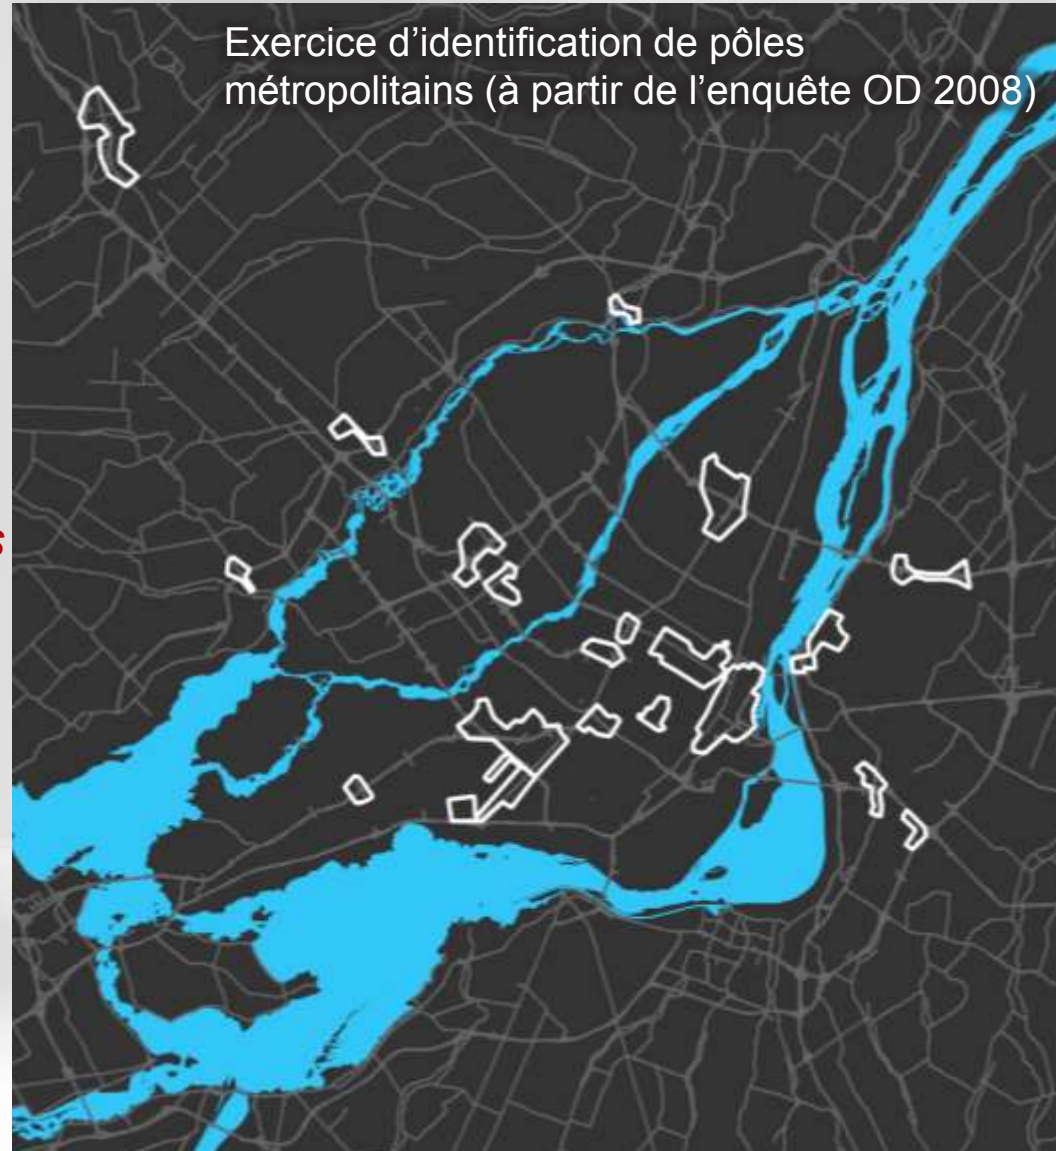 Exercice d’identification de pôles
métropolitains (à partir de l’enquête OD 2008)
s